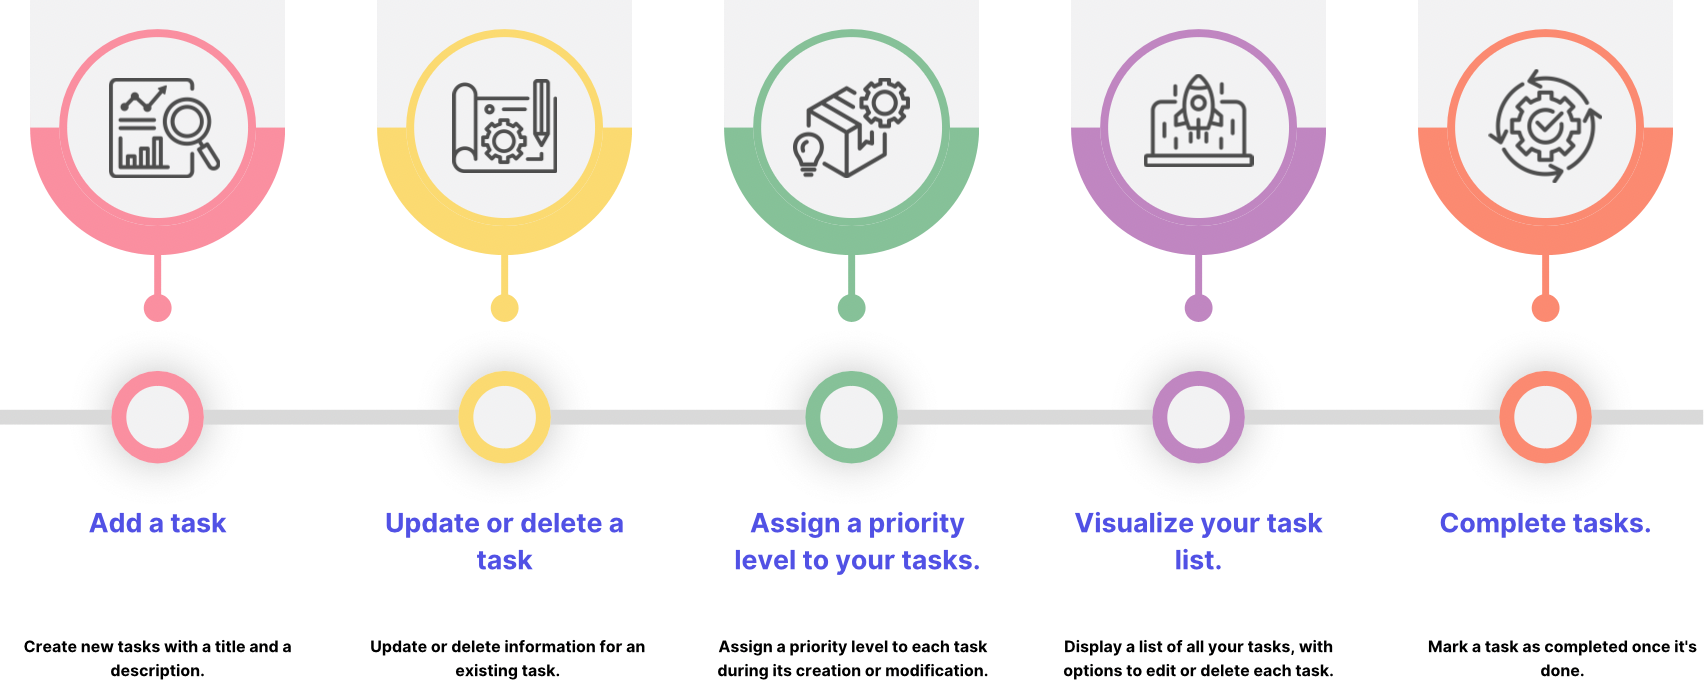 Add a task
Update or delete a
task
Assign a priority
level to your tasks.
Visualize your task
list.
Complete tasks.
Create new tasks with a title and a
description.
Update or delete information for an
existing task.
Assign a priority level to each task
during its creation or modification.
Display a list of all your tasks, with
options to edit or delete each task.
Mark a task as completed once it's
done.